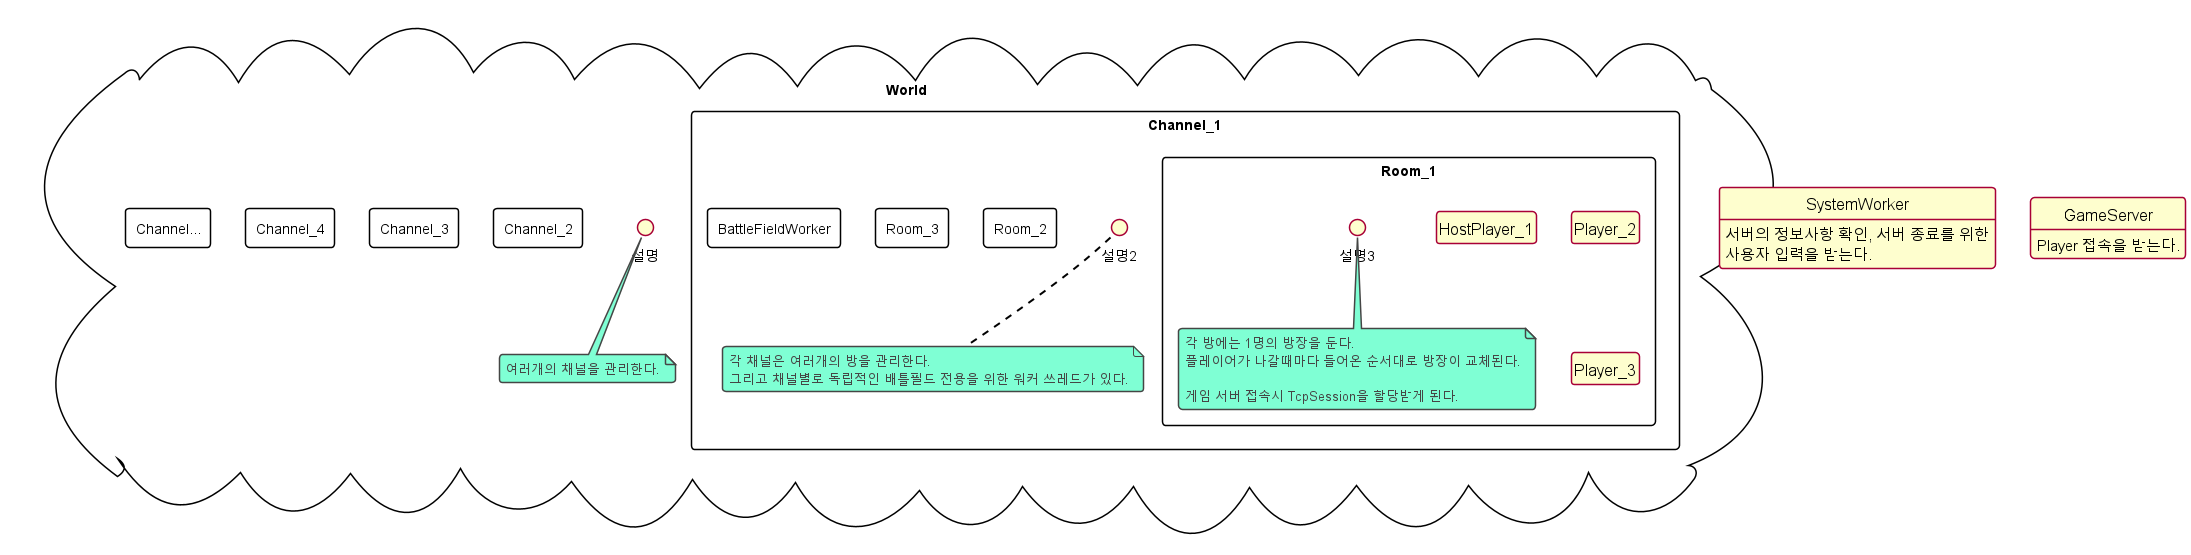 World
Channel_1
Room_1
Channel...
Channel_4
Channel_3
Channel_2
설명
BattleFieldWorker
Room_3
Room_2
설명2
설명3
HostPlayer_1
Player_2
SystemWorker
서버의 정보사항 확인, 서버 종료를 위한
사용자 입력을 받는다.
GameServer
Player 접속을 받는다.
여러개의 채널을 관리한다.
각 채널은 여러개의 방을 관리한다.
그리고 채널별로 독립적인 배틀필드 전용을 위한 워커 쓰레드가 있다.
각 방에는 1명의 방장을 둔다.
플레이어가 나갈때마다 들어온 순서대로 방장이 교체된다.
게임 서버 접속시 TcpSession을 할당받게 된다.
Player_3